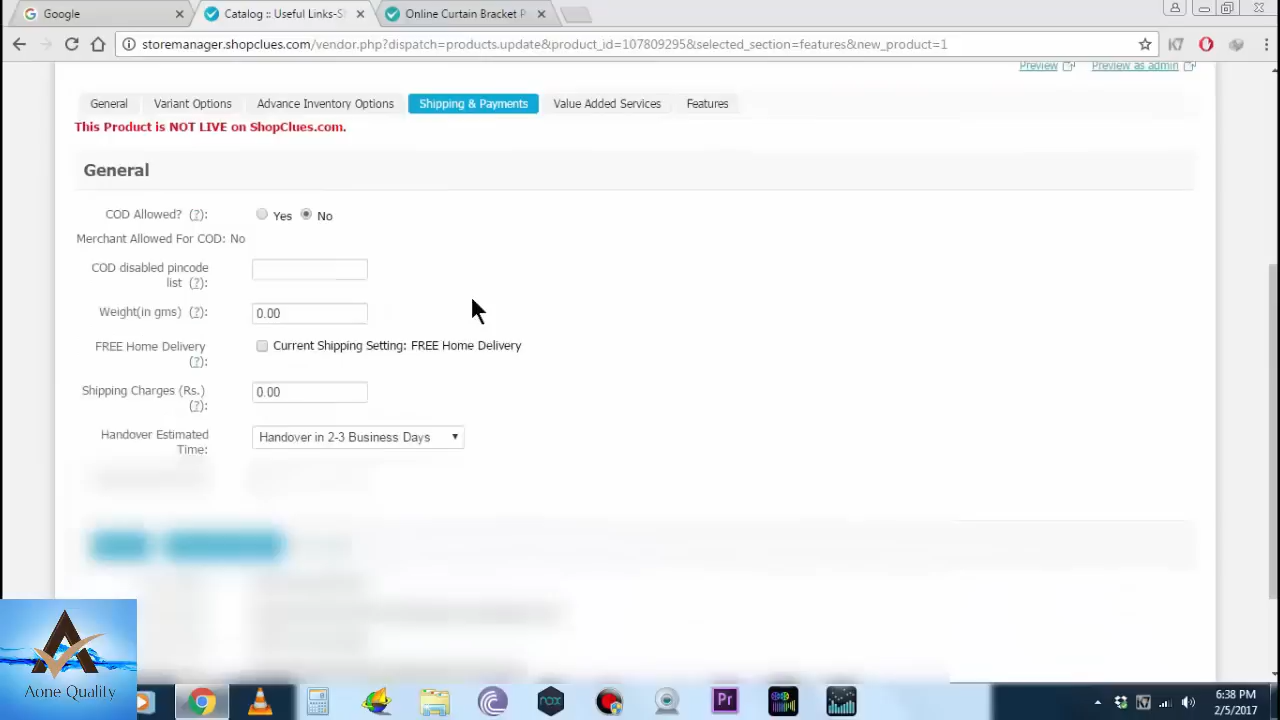 Google
Catalog :: Useful Links-S
Online Curtain Bracket P
storemanager.shopclues.com/vendor.php?dispatch=products.update&product_id=107809295&selected_section=features&new_product=1
Preview Preview as admin
General Variant Options Advance Inventory Options Shipping & Payments Value Added Services Features
This Product is NOT LIVE on ShopClues.com.
General
COD Allowed? (?): Yes No
Merchant Allowed For COD: No
COD disabled pincode
list (?):
Weight(in gms) (?): 0.00
FREE Home Delivery
(?): Current Shipping Setting: FREE Home Delivery
Shipping Charges (Rs.)
(?): 0.00
Handover Estimated
Time: Handover in 2-3 Business Days
Aone Quality
nox
Pr
K7
6:38 PM
2/5/2017